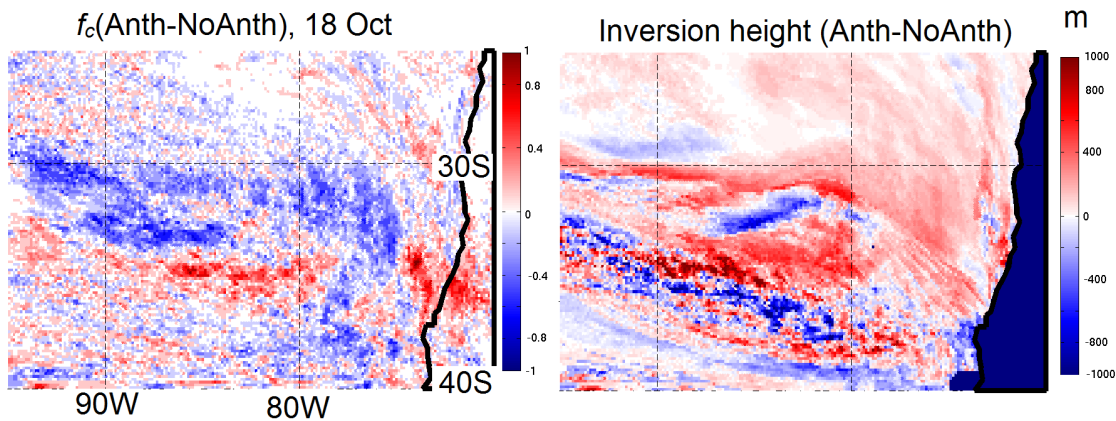 f_c(Anth-NoAnth), 18 Oct
1
0.8
0.4
0
-0.4
-0.8
-1
30S
40S
90W
80W
Inversion height (Anth-NoAnth)
m
1000
800
400
0
-400
-800
-1000